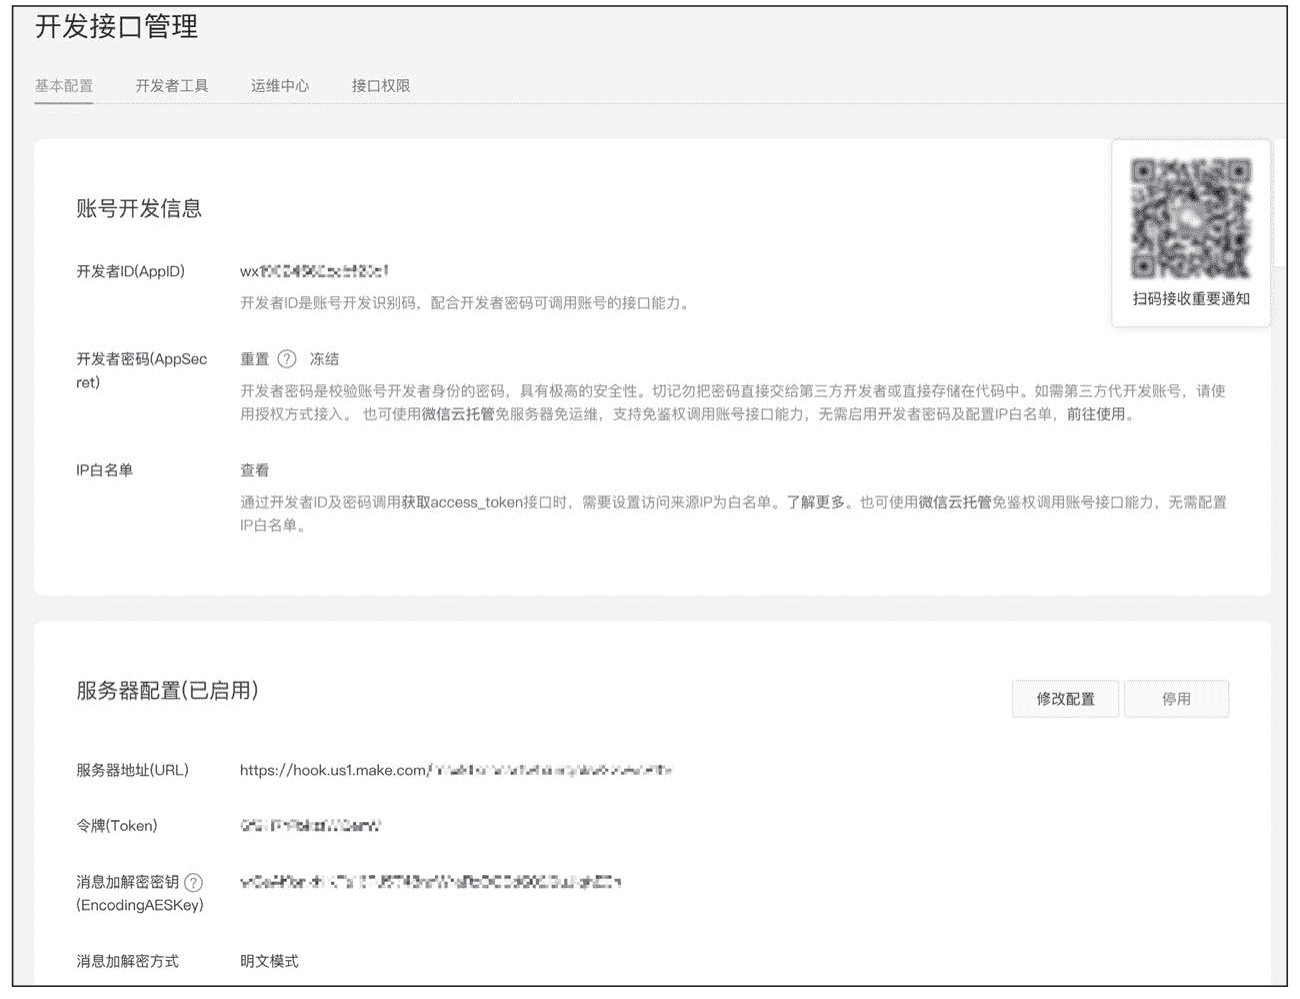 开发接口管理
基本配置 开发者工具 运维中心 接口权限
账号开发信息
扫码接收重要通知
开发者ID(AppID) wx
开发者ID是账号开发识别码，配合开发者密码可调用账号的接口能力。
开发者密码(AppSec
ret)
重置 ? 冻结
开发者密码是校验账号开发者身份的密码，具有极高的安全性。切记勿把密码直接交给第三方开发者或直接存储在代码中。如需第三方代开发账号，请使
用授权方式接入。 也可使用微信云托管免服务器免运维，支持免鉴权调用账号接口能力，无需启用开发者密码及配置IP白名单，前往使用。
IP白名单 查看
通过开发者ID及密码调用获取access_token接口时，需要设置访问来源IP为白名单。了解更多。也可使用微信云托管免鉴权调用账号接口能力，无需配置
IP白名单。
服务器配置(已启用) 修改配置 停用
服务器地址(URL) https://hook.us1.make.com/
令牌(Token)
消息加解密密钥 ?
(EncodingAESKey)
消息加解密方式 明文模式